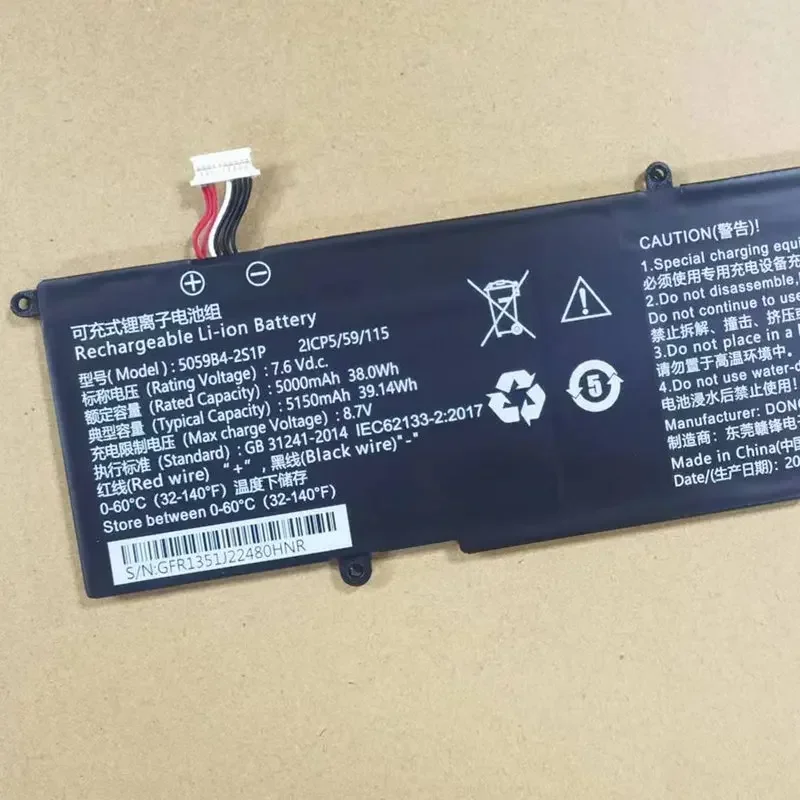 ⊕ ⊖
可充式锂离子电池组
Rechargeable Li-ion Battery
型号(Model) : 5059B4-2S1P 2ICP5/59/115
标称电压 (Rating Voltage) : 7.6 Vd.c.
额定容量 (Rated Capacity) : 5000mAh 38.0Wh
典型容量 (Typical Capacity) : 5150mAh 39.14Wh
充电限制电压 (Max charge Voltage) : 8.7V
执行标准 (Standard) : GB 31241-2014 IEC62133-2:2017
红线(Red wire) "+" , 黑线(Black wire)"-"
0-60°C (32-140°F) 温度下储存
Store between 0-60°C (32-140°F)
S/N:GFR1351J22480HNR
5
CAUTION(警告)!
1.Special charging equi
必须使用专用充电设备充
2.Do not disassemble,
Do not continue to use
禁止拆解、撞击、挤压
3.Do not place in a h
请勿置于高温环境中.
4.Do not use water-d
电池浸水后禁止使用!
Manufacturer: DON
制造商: 东莞赣锋电
Made in China(中国
Date/(生产日期): 20